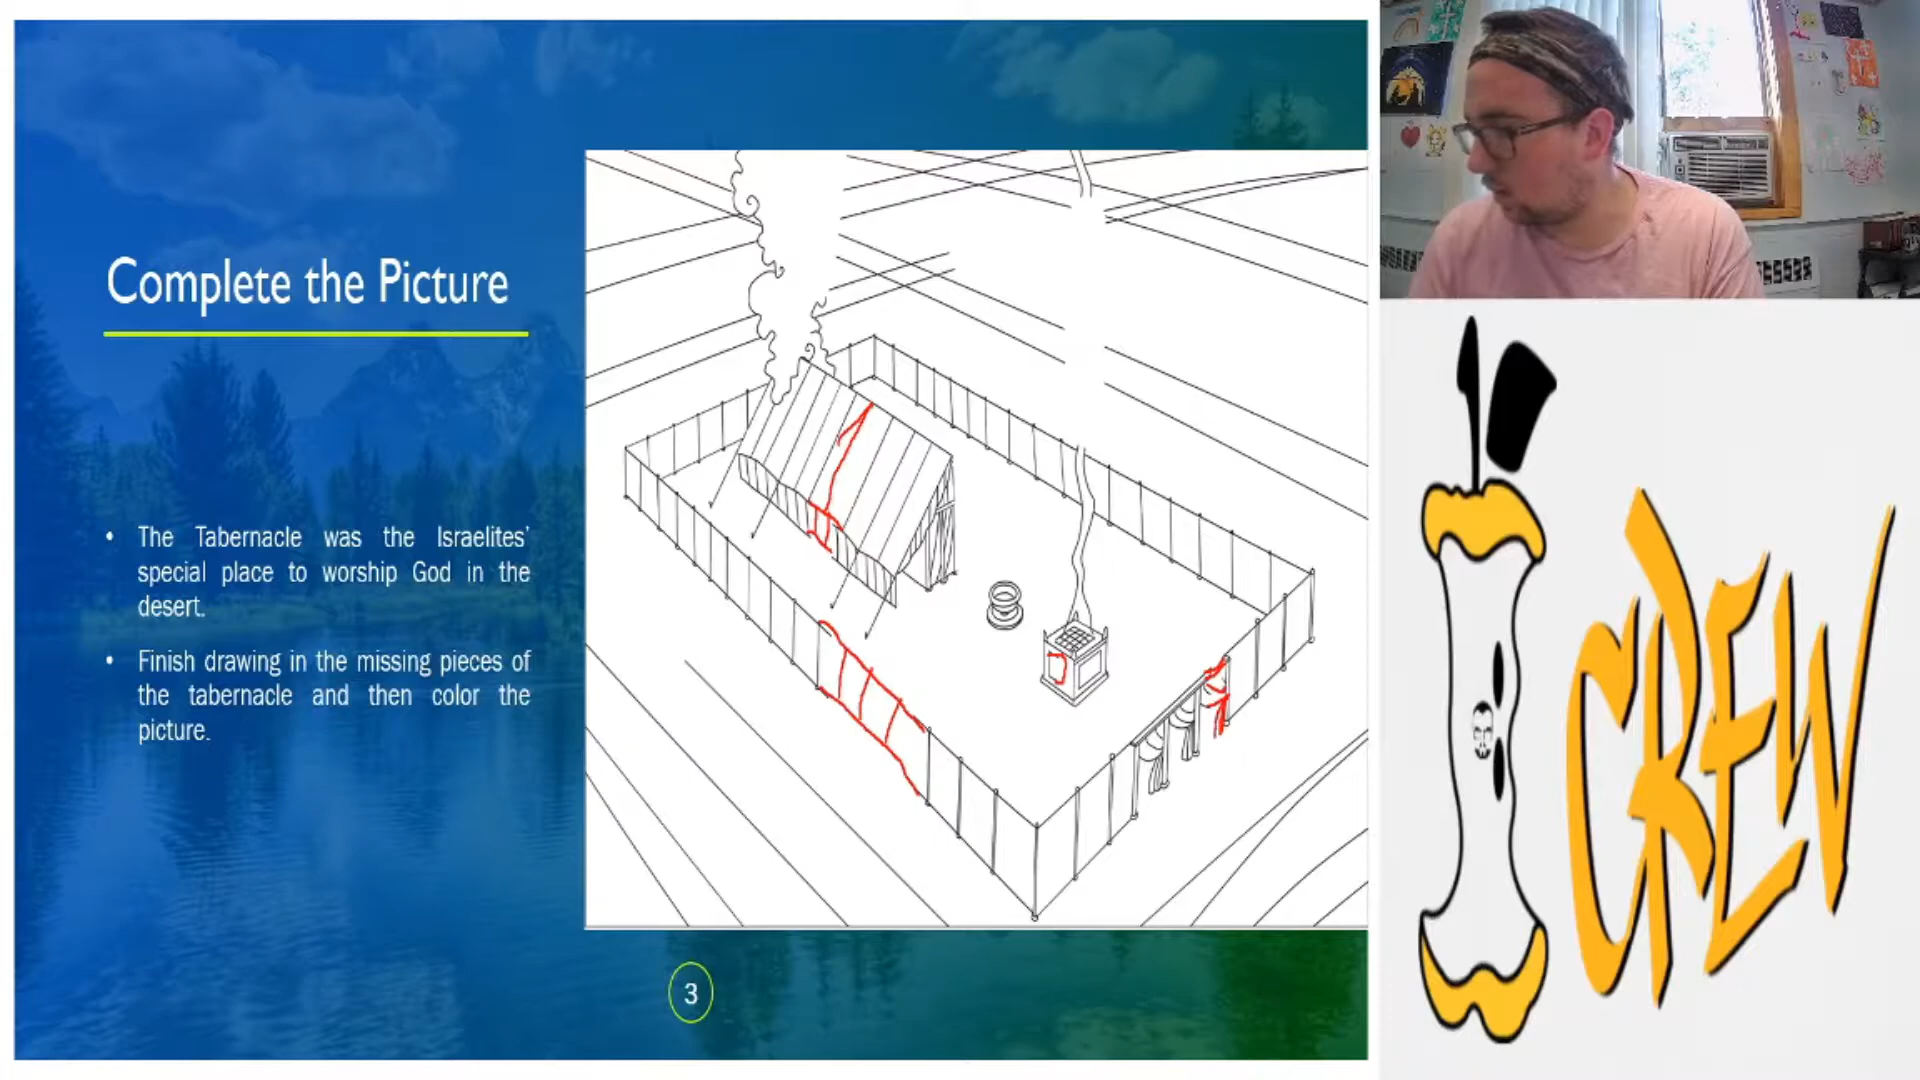 Complete the Picture
• The Tabernacle was the Israelites'
special place to worship God in the
desert.
• Finish drawing in the missing pieces of
the tabernacle and then color the
picture.
3
CREW